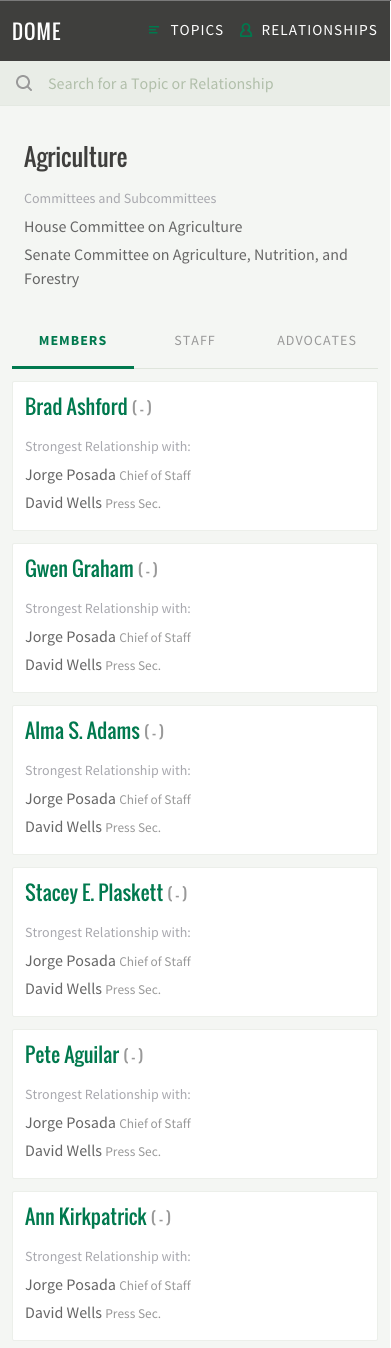 DOME TOPICS RELATIONSHIPS
Search for a Topic or Relationship
Agriculture
Committees and Subcommittees
House Committee on Agriculture
Senate Committee on Agriculture, Nutrition, and
Forestry
MEMBERS STAFF ADVOCATES
Brad Ashford ( - )
Strongest Relationship with:
Jorge Posada Chief of Staff
David Wells Press Sec.
Gwen Graham ( - )
Strongest Relationship with:
Jorge Posada Chief of Staff
David Wells Press Sec.
Alma S. Adams ( - )
Strongest Relationship with:
Jorge Posada Chief of Staff
David Wells Press Sec.
Stacey E. Plaskett ( - )
Strongest Relationship with:
Jorge Posada Chief of Staff
David Wells Press Sec.
Pete Aguilar ( - )
Strongest Relationship with:
Jorge Posada Chief of Staff
David Wells Press Sec.
Ann Kirkpatrick ( - )
Strongest Relationship with:
Jorge Posada Chief of Staff
David Wells Press Sec.